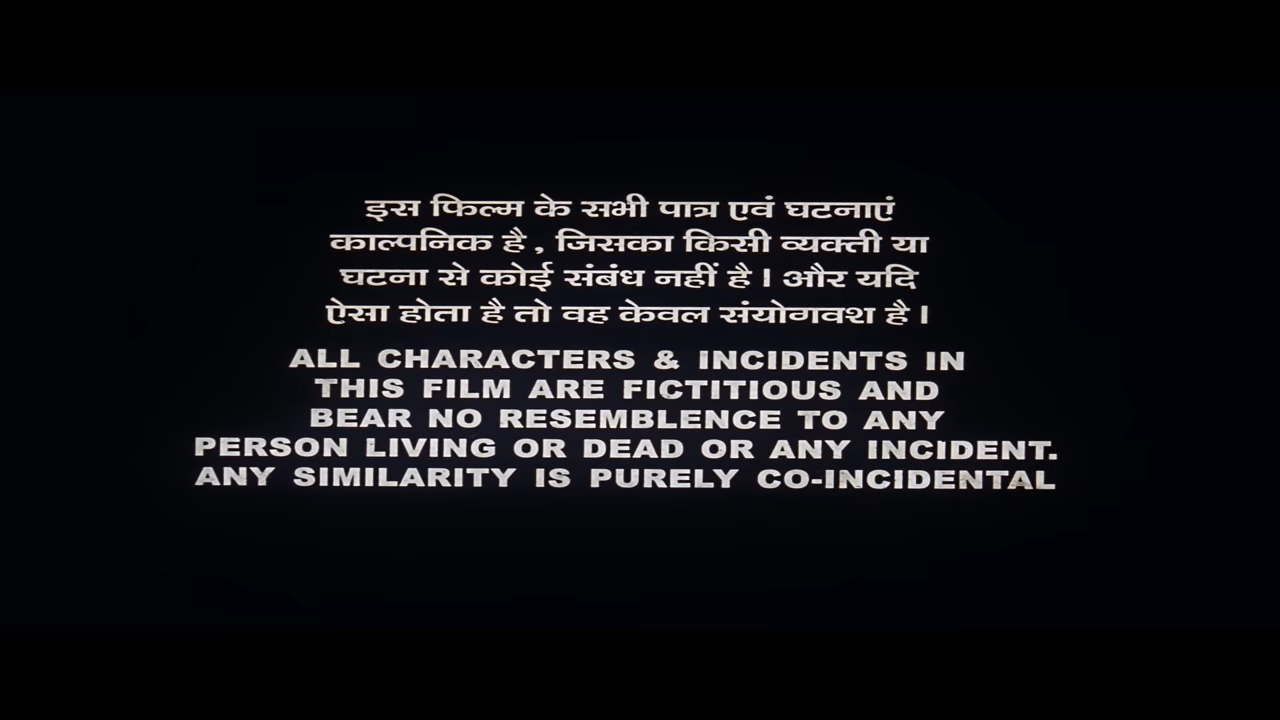 इस फिल्म के सभी पात्र एवं घटनाएं
काल्पनिक है , जिसका किसी व्यक्ती या
घटना से कोई संबंध नहीं है । और यदि
ऐसा होता है तो वह केवल संयोगवश है ।
ALL CHARACTERS & INCIDENTS IN
THIS FILM ARE FICTITIOUS AND
BEAR NO RESEMBLENCE TO ANY
PERSON LIVING OR DEAD OR ANY INCIDENT.
ANY SIMILARITY IS PURELY CO-INCIDENTAL